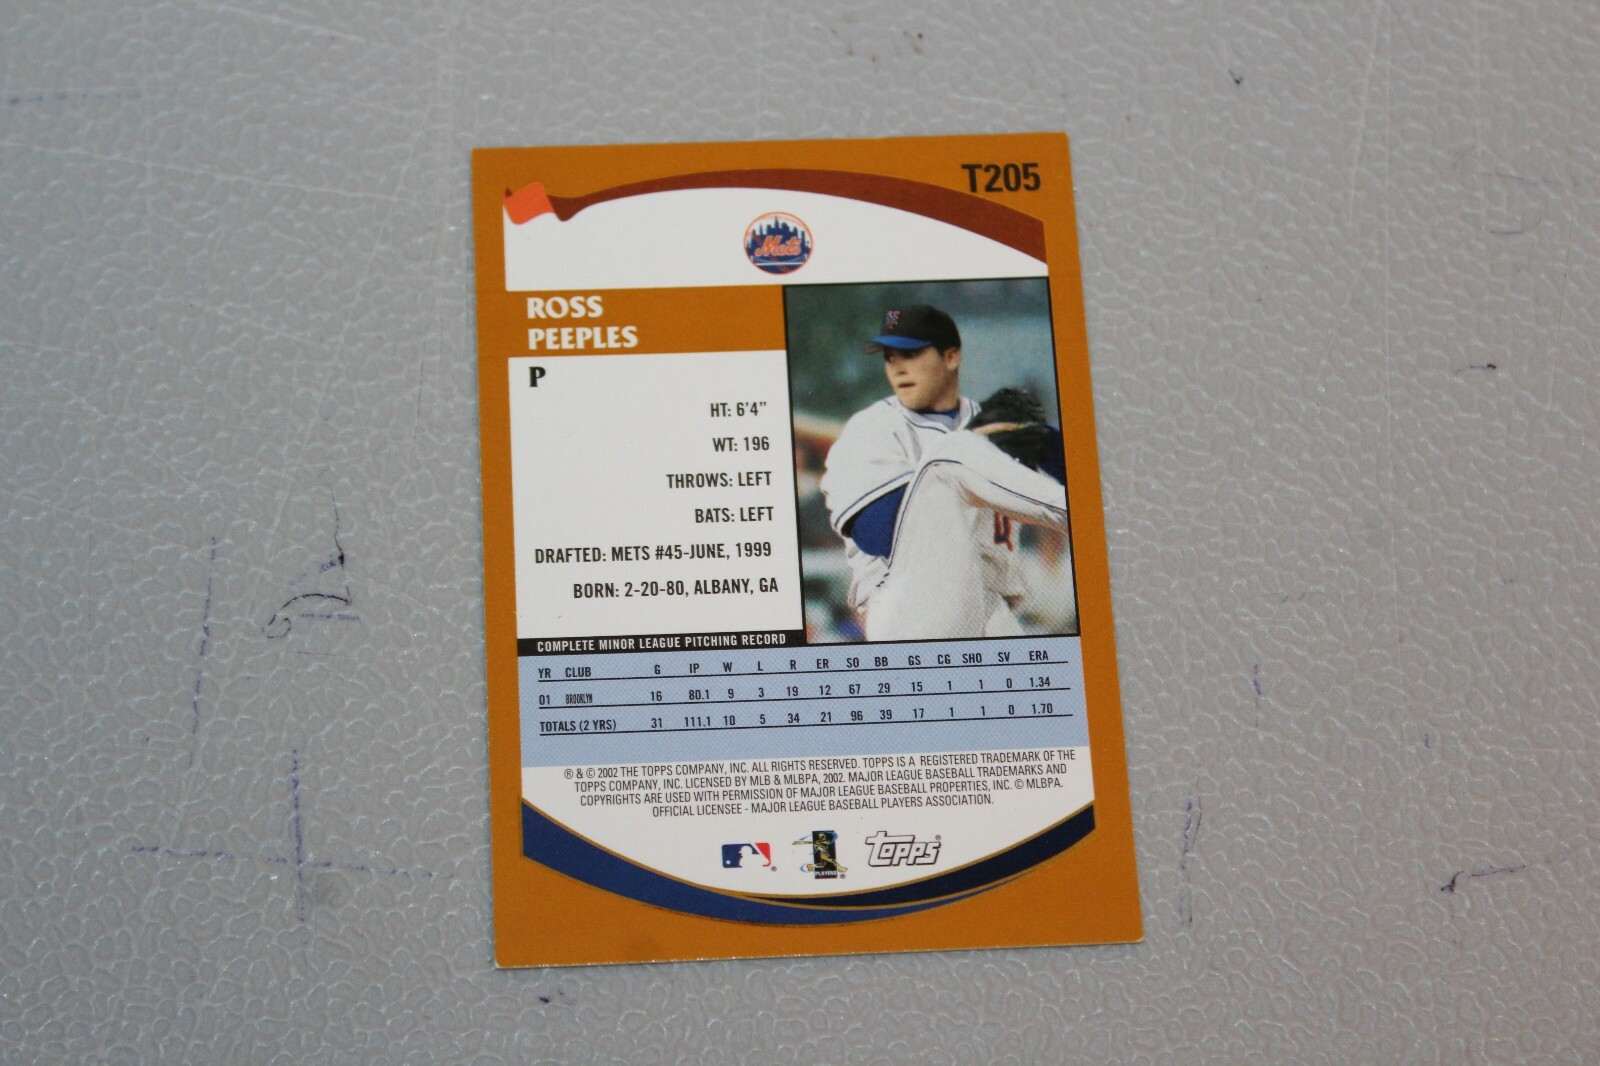 T205
Mets
ROSS
PEEPLES
P
HT: 6'4"
WT: 196
THROWS: LEFT
BATS: LEFT
DRAFTED: METS #45-JUNE, 1999
BORN: 2-20-80, ALBANY, GA
COMPLETE MINOR LEAGUE PITCHING RECORD
YR CLUB G IP W L R ER SO BB GS CG SHO SV ERA
01 BROOKLYN 16 80.1 9 3 19 12 67 29 15 1 1 0 1.34
TOTALS (2 YRS) 31 111.1 10 5 34 21 96 39 17 1 1 0 1.70
® & © 2002 THE TOPPS COMPANY, INC. ALL RIGHTS RESERVED. TOPPS IS A REGISTERED TRADEMARK OF THE
TOPPS COMPANY, INC. LICENSED BY MLB & MLBPA, 2002. MAJOR LEAGUE BASEBALL TRADEMARKS AND
COPYRIGHTS ARE USED WITH PERMISSION OF MAJOR LEAGUE BASEBALL PROPERTIES, INC. © MLBPA.
OFFICIAL LICENSEE - MAJOR LEAGUE BASEBALL PLAYERS ASSOCIATION.
PLAYERS
TOPPS®